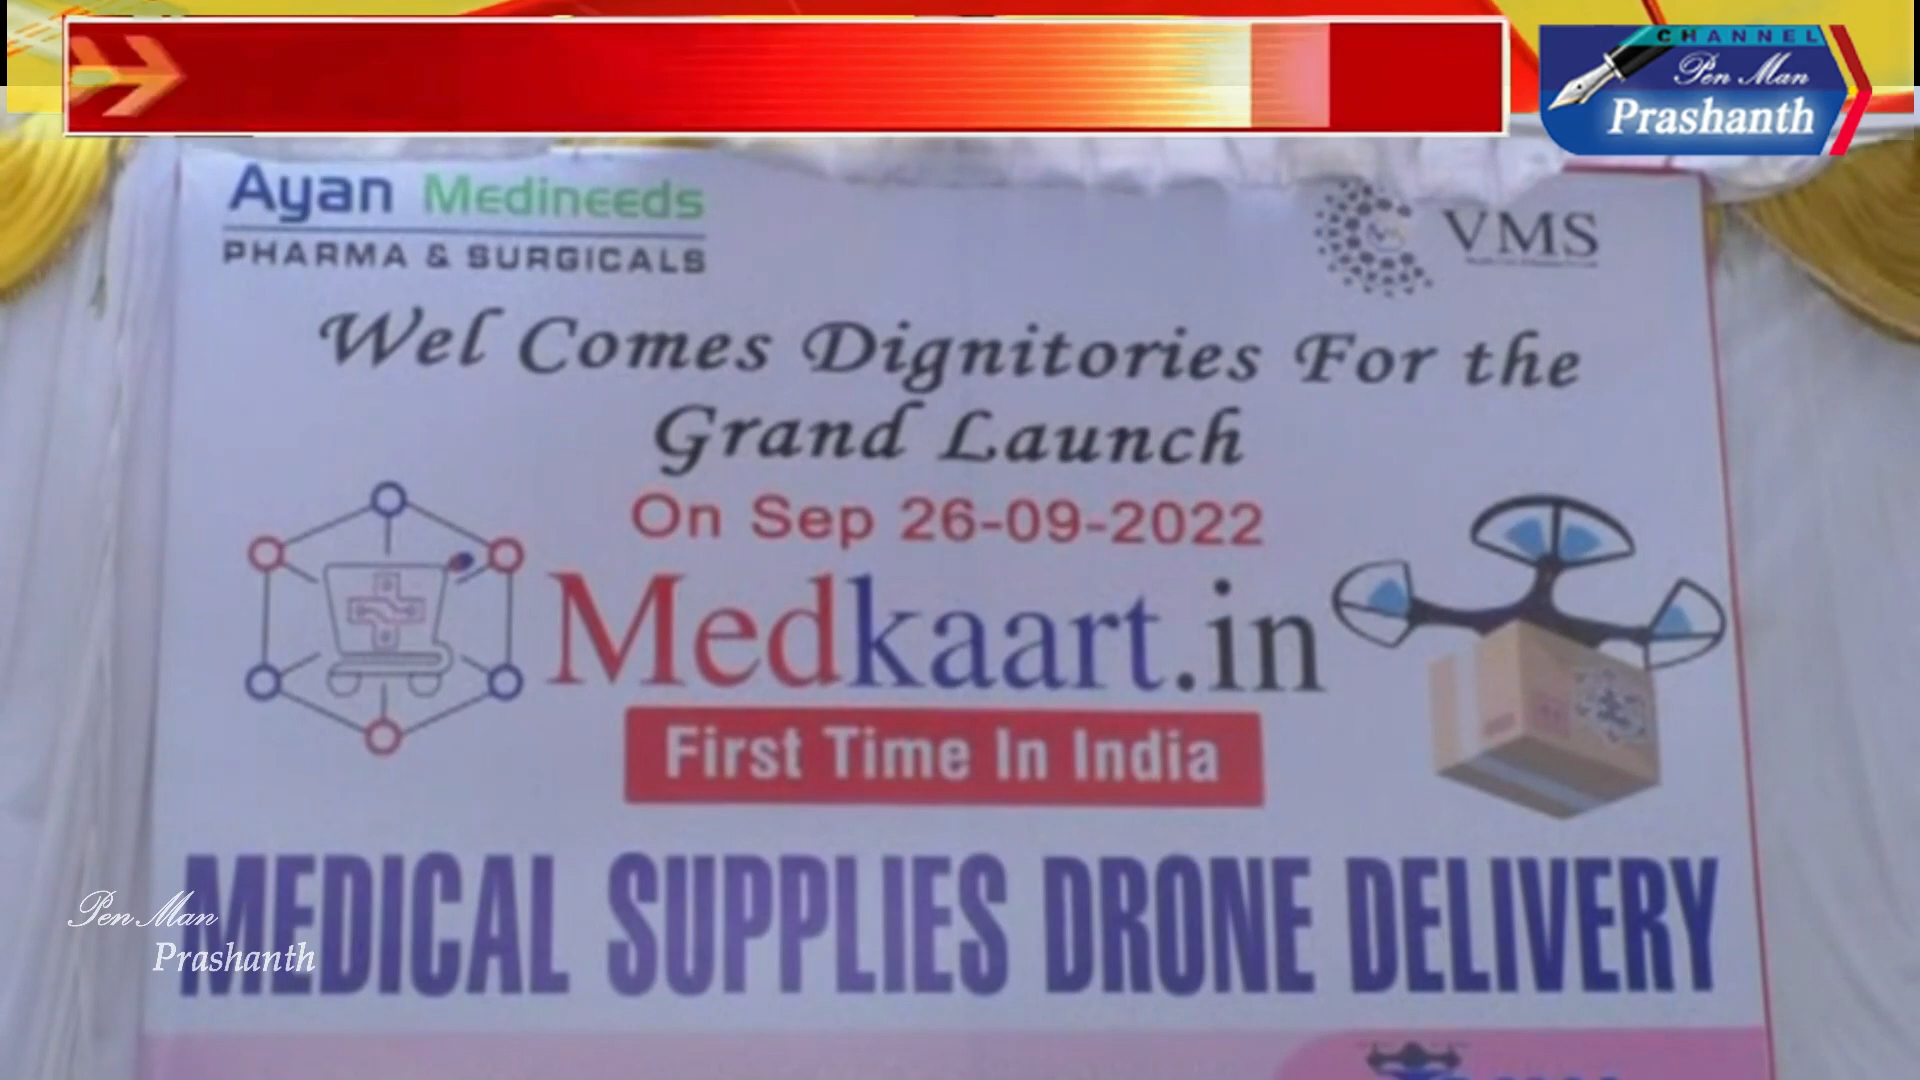 CHANNEL
Pen Man
Prashanth
Ayan Medineeds
PHARMA & SURGICALS
VMS
Wel Comes Dignitories For the
Grand Launch
On Sep 26-09-2022
Medkaart.in
First Time In India
MEDICAL SUPPLIES DRONE DELIVERY
Pen Man
Prashanth